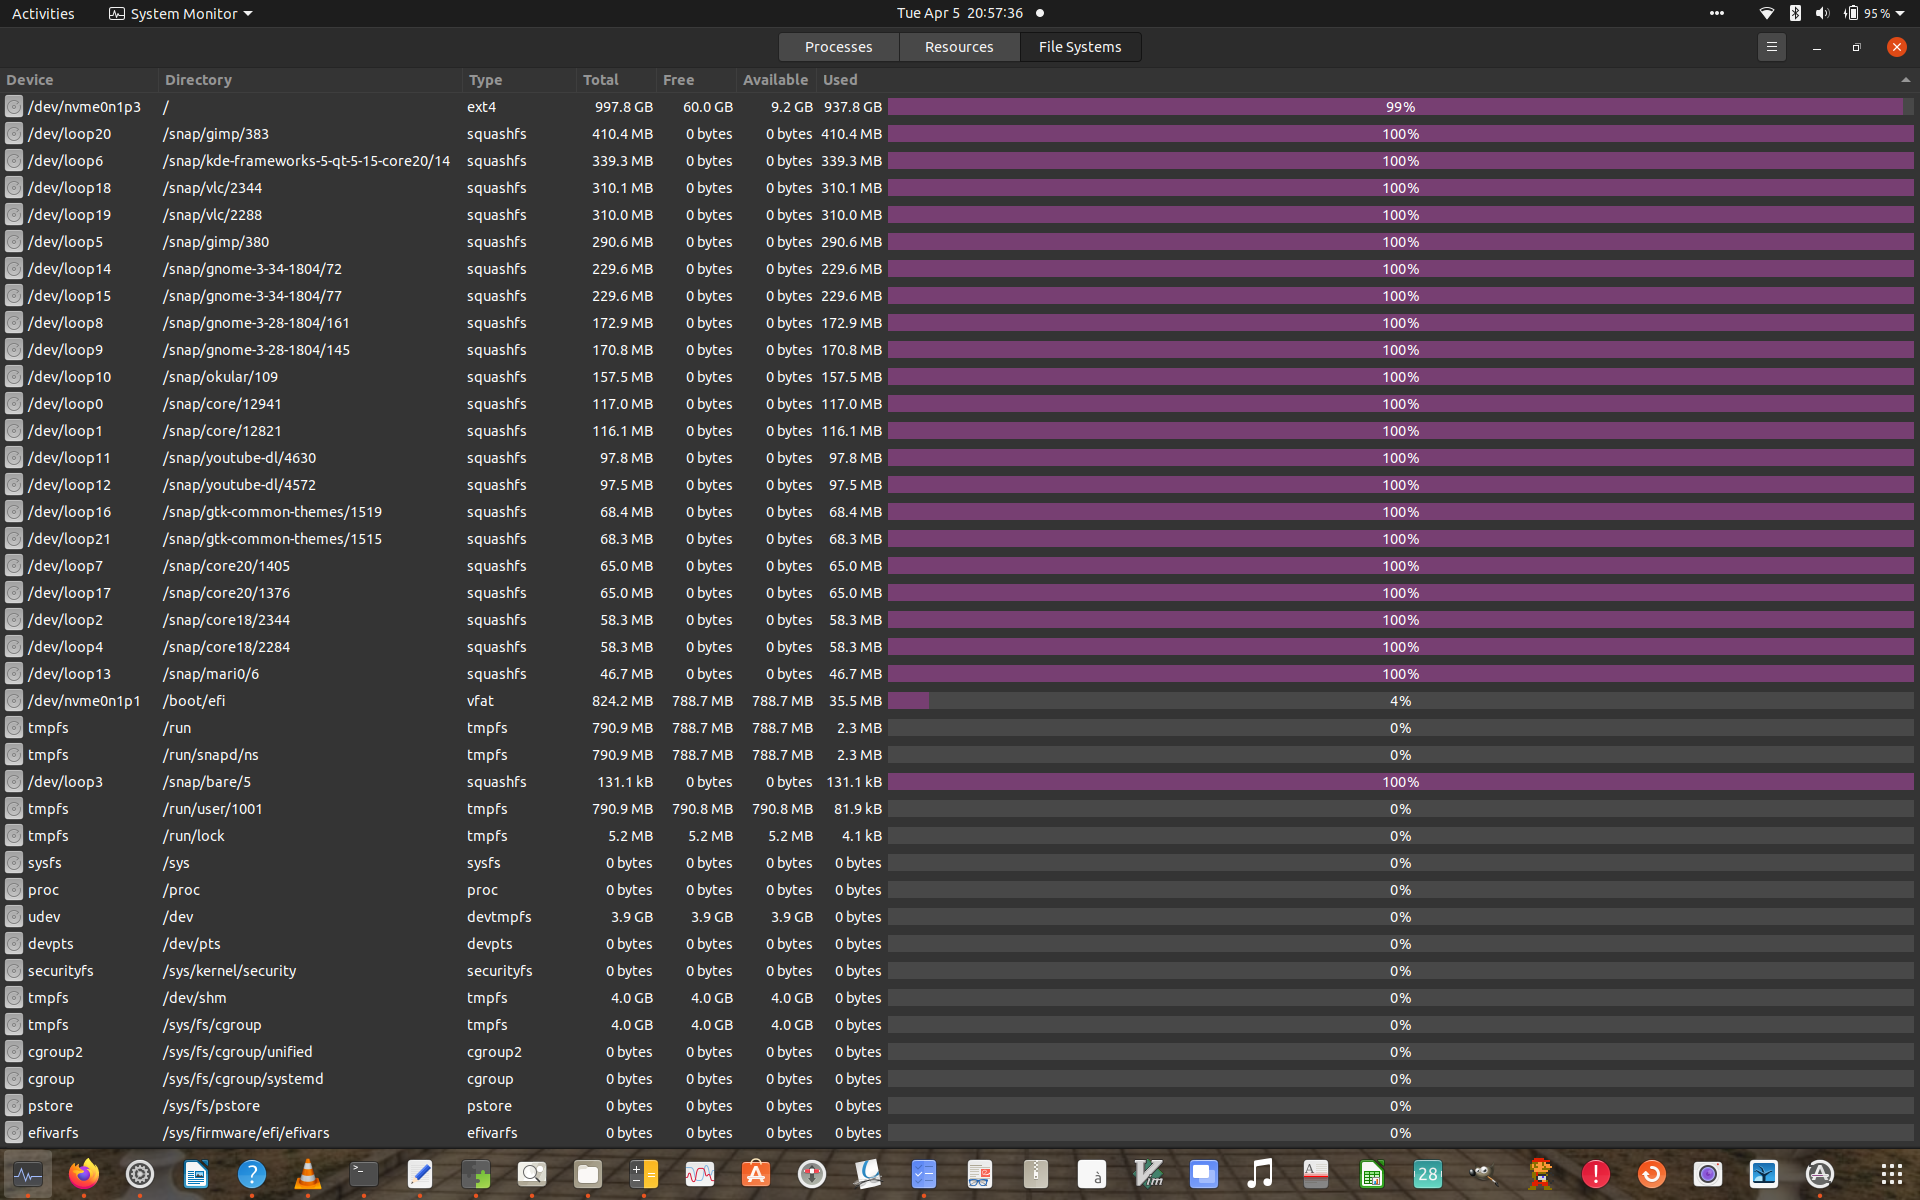 Activities System Monitor Tue Apr 5 20:57:36 95 %
Processes Resources File Systems
Device Directory Type Total Free Available Used
/dev/nvme0n1p3 / ext4 997.8 GB 60.0 GB 9.2 GB 937.8 GB 99%
/dev/loop20 /snap/gimp/383 squashfs 410.4 MB 0 bytes 0 bytes 410.4 MB 100%
/dev/loop6 /snap/kde-frameworks-5-qt-5-15-core20/14 squashfs 339.3 MB 0 bytes 0 bytes 339.3 MB 100%
/dev/loop18 /snap/vlc/2344 squashfs 310.1 MB 0 bytes 0 bytes 310.1 MB 100%
/dev/loop19 /snap/vlc/2288 squashfs 310.0 MB 0 bytes 0 bytes 310.0 MB 100%
/dev/loop5 /snap/gimp/380 squashfs 290.6 MB 0 bytes 0 bytes 290.6 MB 100%
/dev/loop14 /snap/gnome-3-34-1804/72 squashfs 229.6 MB 0 bytes 0 bytes 229.6 MB 100%
/dev/loop15 /snap/gnome-3-34-1804/77 squashfs 229.6 MB 0 bytes 0 bytes 229.6 MB 100%
/dev/loop8 /snap/gnome-3-28-1804/161 squashfs 172.9 MB 0 bytes 0 bytes 172.9 MB 100%
/dev/loop9 /snap/gnome-3-28-1804/145 squashfs 170.8 MB 0 bytes 0 bytes 170.8 MB 100%
/dev/loop10 /snap/okular/109 squashfs 157.5 MB 0 bytes 0 bytes 157.5 MB 100%
/dev/loop0 /snap/core/12941 squashfs 117.0 MB 0 bytes 0 bytes 117.0 MB 100%
/dev/loop1 /snap/core/12821 squashfs 116.1 MB 0 bytes 0 bytes 116.1 MB 100%
/dev/loop11 /snap/youtube-dl/4630 squashfs 97.8 MB 0 bytes 0 bytes 97.8 MB 100%
/dev/loop12 /snap/youtube-dl/4572 squashfs 97.5 MB 0 bytes 0 bytes 97.5 MB 100%
/dev/loop16 /snap/gtk-common-themes/1519 squashfs 68.4 MB 0 bytes 0 bytes 68.4 MB 100%
/dev/loop21 /snap/gtk-common-themes/1515 squashfs 68.3 MB 0 bytes 0 bytes 68.3 MB 100%
/dev/loop7 /snap/core20/1405 squashfs 65.0 MB 0 bytes 0 bytes 65.0 MB 100%
/dev/loop17 /snap/core20/1376 squashfs 65.0 MB 0 bytes 0 bytes 65.0 MB 100%
/dev/loop2 /snap/core18/2344 squashfs 58.3 MB 0 bytes 0 bytes 58.3 MB 100%
/dev/loop4 /snap/core18/2284 squashfs 58.3 MB 0 bytes 0 bytes 58.3 MB 100%
/dev/loop13 /snap/mari0/6 squashfs 46.7 MB 0 bytes 0 bytes 46.7 MB 100%
/dev/nvme0n1p1 /boot/efi vfat 824.2 MB 788.7 MB 788.7 MB 35.5 MB 4%
tmpfs /run tmpfs 790.9 MB 788.7 MB 788.7 MB 2.3 MB 0%
tmpfs /run/snapd/ns tmpfs 790.9 MB 788.7 MB 788.7 MB 2.3 MB 0%
/dev/loop3 /snap/bare/5 squashfs 131.1 kB 0 bytes 0 bytes 131.1 kB 100%
tmpfs /run/user/1001 tmpfs 790.9 MB 790.8 MB 790.8 MB 81.9 kB 0%
tmpfs /run/lock tmpfs 5.2 MB 5.2 MB 5.2 MB 4.1 kB 0%
sysfs /sys sysfs 0 bytes 0 bytes 0 bytes 0 bytes 0%
proc /proc proc 0 bytes 0 bytes 0 bytes 0 bytes 0%
udev /dev devtmpfs 3.9 GB 3.9 GB 3.9 GB 0 bytes 0%
devpts /dev/pts devpts 0 bytes 0 bytes 0 bytes 0 bytes 0%
securityfs /sys/kernel/security securityfs 0 bytes 0 bytes 0 bytes 0 bytes 0%
tmpfs /dev/shm tmpfs 4.0 GB 4.0 GB 4.0 GB 0 bytes 0%
tmpfs /sys/fs/cgroup tmpfs 4.0 GB 4.0 GB 4.0 GB 0 bytes 0%
cgroup2 /sys/fs/cgroup/unified cgroup2 0 bytes 0 bytes 0 bytes 0 bytes 0%
cgroup /sys/fs/cgroup/systemd cgroup 0 bytes 0 bytes 0 bytes 0 bytes 0%
pstore /sys/fs/pstore pstore 0 bytes 0 bytes 0 bytes 0 bytes 0%
efivarfs /sys/firmware/efi/efivars efivarfs 0 bytes 0 bytes 0 bytes 0 bytes 0%
? >_ A à Vim A 28 !